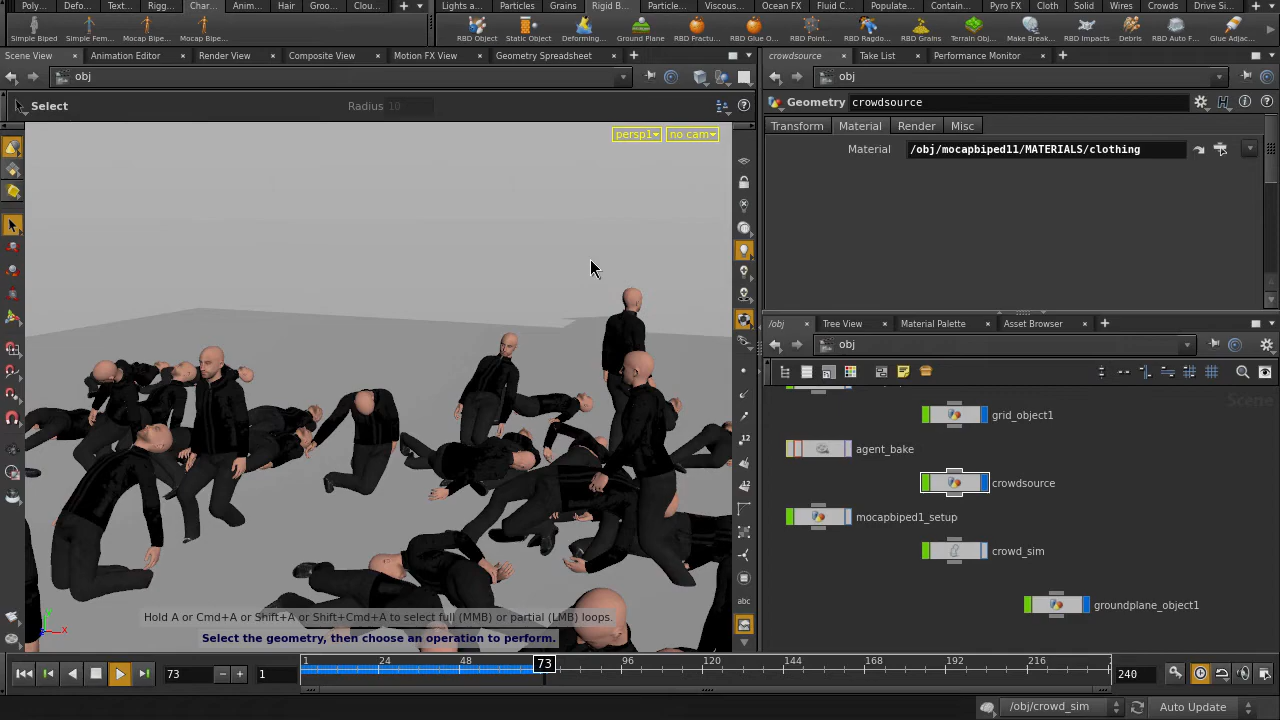 Poly... Defo... Text... Rigg... Char... Anim... Hair Groo... Clou...
Lights a... Particles Grains Rigid B... Particle... Viscous... Ocean FX Fluid C... Populate... Contain... Pyro FX Cloth Solid Wires Crowds Drive Si...
Simple Biped Simple Fem... Mocap Bipe... Mocap Bipe...
RBD Object Static Object Deforming... Ground Plane RBD Fractu... RBD Glue O... RBD Point... RBD Ragdo... RBD Grains Terrain Obj... Make Break... RBD Impacts Debris RBD Auto F... Glue Adjac...
Scene View Animation Editor Render View Composite View Motion FX View Geometry Spreadsheet
crowdsource Take List Performance Monitor
obj
obj
Select
Radius 10
Geometry crowdsource
Transform Material Render Misc
Material /obj/mocapbiped11/MATERIALS/clothing
persp1 no cam
/obj Tree View Material Palette Asset Browser
obj
Scene
grid_object1
agent_bake
crowdsource
mocapbiped1_setup
crowd_sim
groundplane_object1
12
12
abc
x
Hold A or Cmd+A or Shift+A or Shift+Cmd+A to select full (MMB) or partial (LMB) loops.
Select the geometry, then choose an operation to perform.
73 1
1 24 48 73 96 120 144 168 192 216
240
/obj/crowd_sim Auto Update